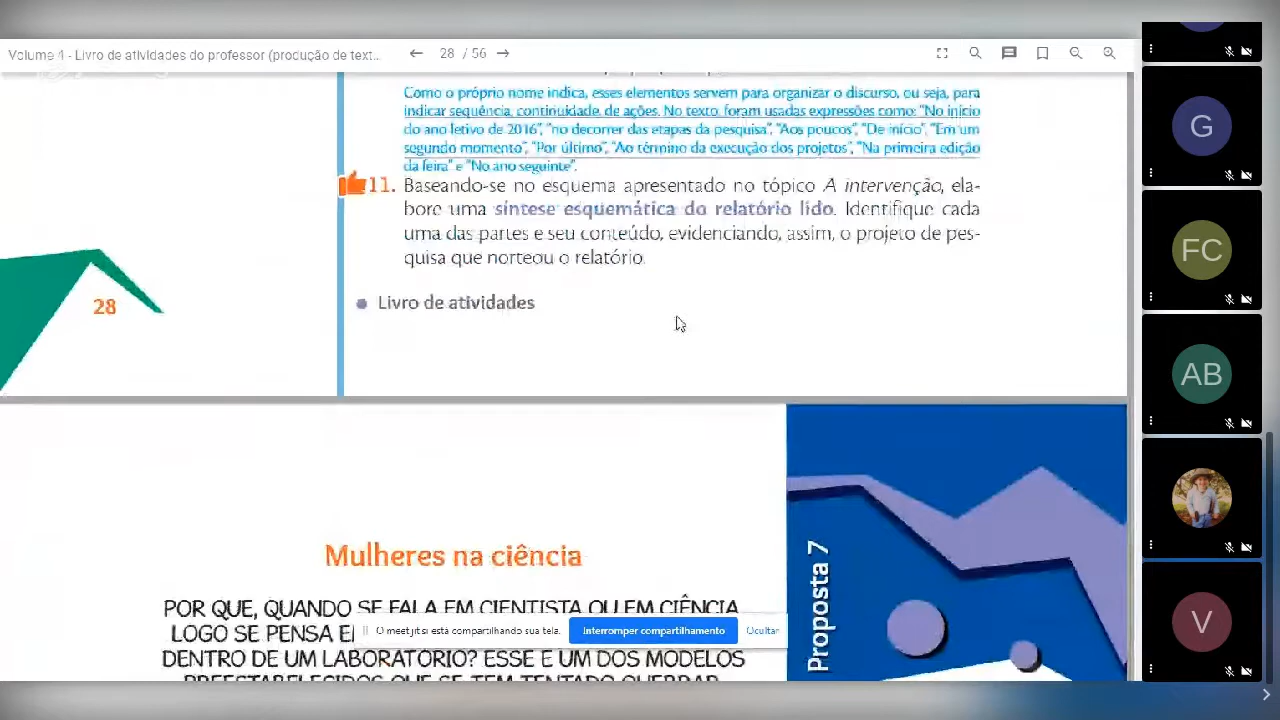 Volume 4 - Livro de atividades do professor (produção de text...
28 / 56
Como o próprio nome indica, esses elementos servem para organizar o discurso, ou seja, para
indicar sequência, continuidade de ações. No texto, foram usadas expressões como: "No início
do ano letivo de 2016", "no decorrer das etapas da pesquisa", "Aos poucos", "De início", "Em um
segundo momento", "Por último", "Ao término da execução dos projetos", "Na primeira edição
da feira" e "No ano seguinte".
11. Baseando-se no esquema apresentado no tópico A intervenção, ela-
bore uma síntese esquemática do relatório lido. Identifique cada
uma das partes e seu conteúdo, evidenciando, assim, o projeto de pes-
quisa que norteou o relatório.
Livro de atividades
28
Mulheres na ciência
POR QUE, QUANDO SE FALA EM CIENTISTA OU EM CIÊNCIA,
LOGO SE PENSA E
DENTRO DE UM LABORATÓRIO? ESSE É UM DOS MODELOS
PREESTABELECIDOS QUE SE TEM TENTADO QUEBRAR
Proposta 7
O meet.jit.si está compartilhando sua tela.
Interromper compartilhamento
Ocultar
G
FC
AB
V